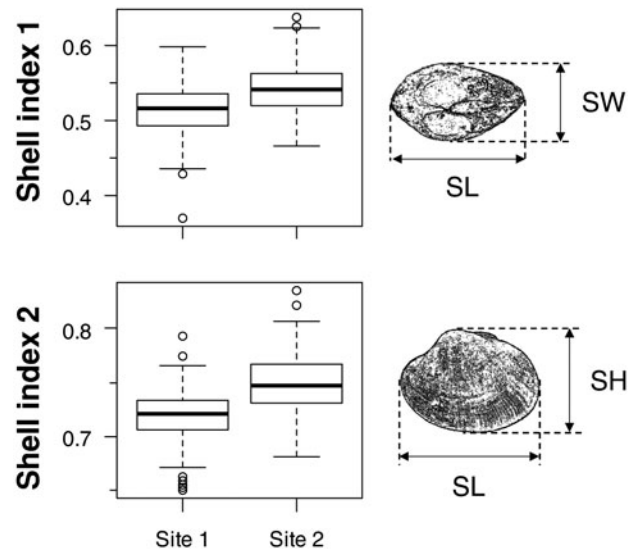 Shell index 1
0.6
0.5
0.4
SW
SL
Shell index 2
0.8
0.7
SH
SL
Site 1 Site 2